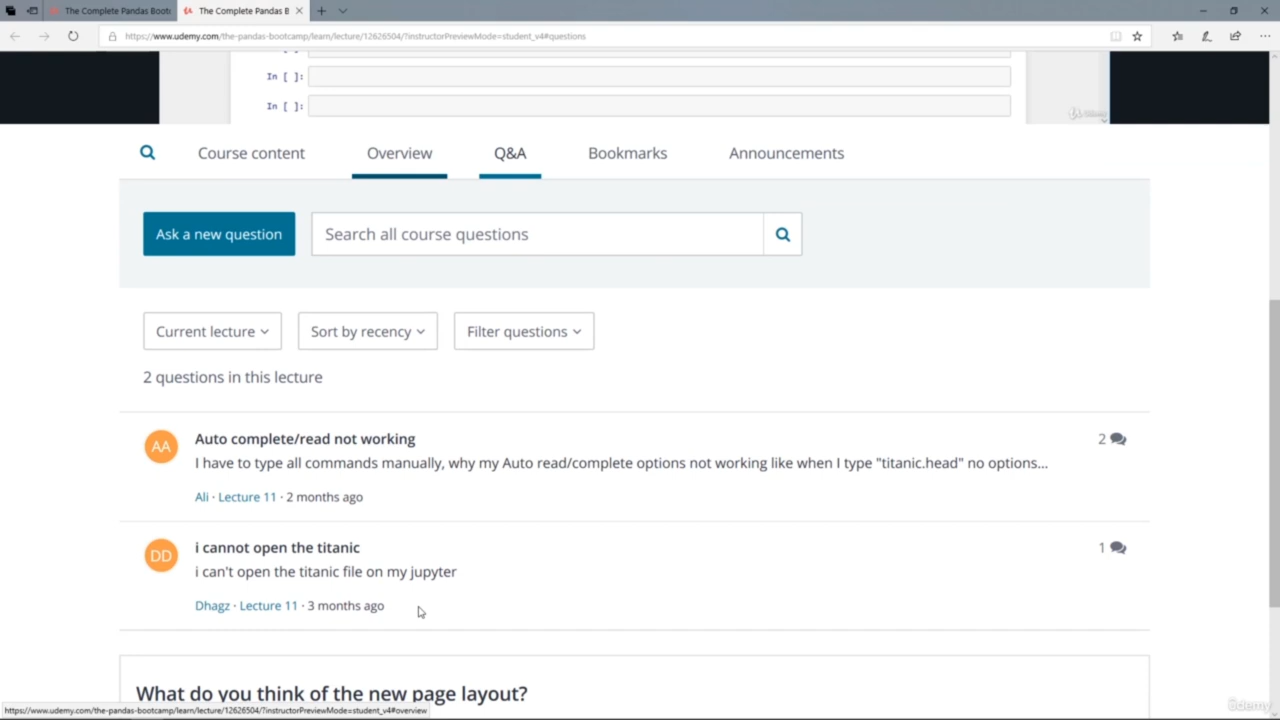 The Complete Pandas Bootc
The Complete Pandas B
https://www.udemy.com/the-pandas-bootcamp/learn/lecture/12626504/?instructorPreviewMode=student_v4#questions
In [ ]:
In [ ]:
Udemy
Course content
Overview
Q&A
Bookmarks
Announcements
Ask a new question
Search all course questions
Current lecture
Sort by recency
Filter questions
2 questions in this lecture
AA
Auto complete/read not working
2
I have to type all commands manually, why my Auto read/complete options not working like when I type "titanic.head" no options...
Ali · Lecture 11 · 2 months ago
DD
i cannot open the titanic
1
i can't open the titanic file on my jupyter
Dhagz · Lecture 11 · 3 months ago
What do you think of the new page layout?
https://www.udemy.com/the-pandas-bootcamp/learn/lecture/12626504/?instructorPreviewMode=student_v4#overview
Udemy